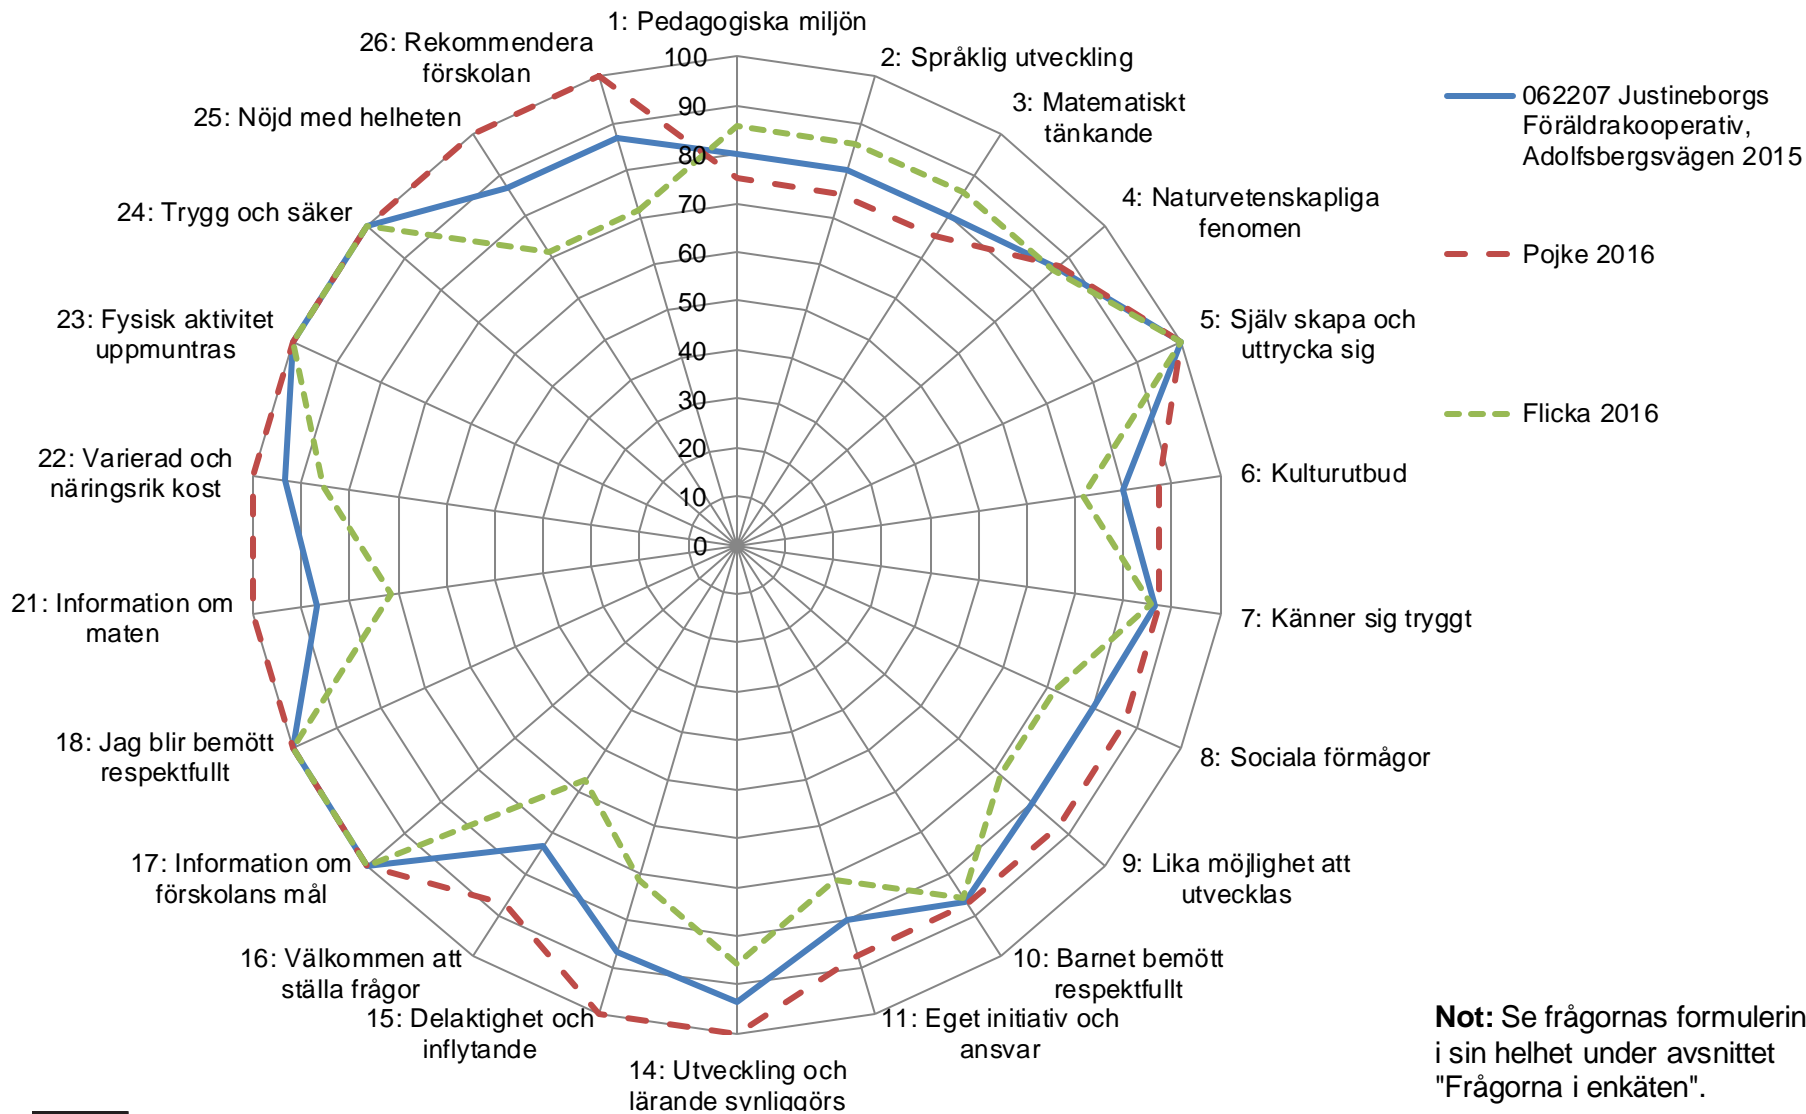 1: Pedagogiska miljön
2: Språklig utveckling
3: Matematiskt
tänkande
4: Naturvetenskapliga
fenomen
5: Själv skapa och
uttrycka sig
6: Kulturutbud
7: Känner sig tryggt
8: Sociala förmågor
9: Lika möjlighet att
utvecklas
10: Barnet bemött
respektfullt
11: Eget initiativ och
ansvar
14: Utveckling och
lärande synliggörs
15: Delaktighet och
inflytande
16: Välkommen att
ställa frågor
17: Information om
förskolans mål
18: Jag blir bemött
respektfullt
21: Information om
maten
22: Varierad och
näringsrik kost
23: Fysisk aktivitet
uppmuntras
24: Trygg och säker
25: Nöjd med helheten
26: Rekommendera
förskolan
100
90
80
70
60
50
40
30
20
10
0
062207 Justineborgs
Föräldrakooperativ,
Adolfsbergsvägen 2015
Pojke 2016
Flicka 2016
Not: Se frågornas formulerin
i sin helhet under avsnittet
"Frågorna i enkäten".